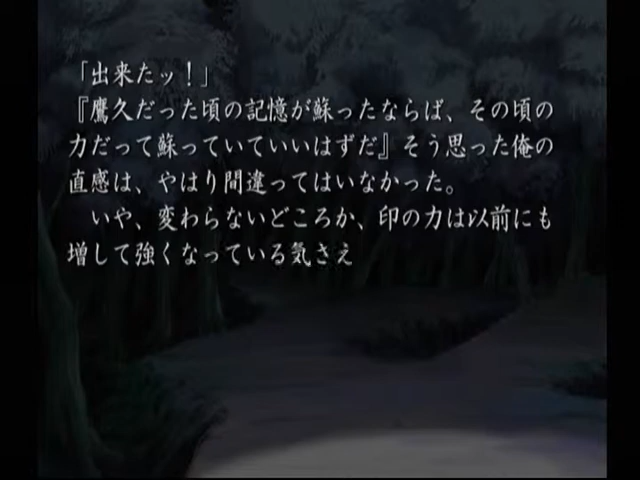 「出来たッ！」
『鷹久だった頃の記憶が蘇ったならば、その頃の
力だって蘇っていていいはずだ』そう思った俺の
直感は、やはり間違ってはいなかった。
　いや、変わらないどころか、印の力は以前にも
増して強くなっている気さえ